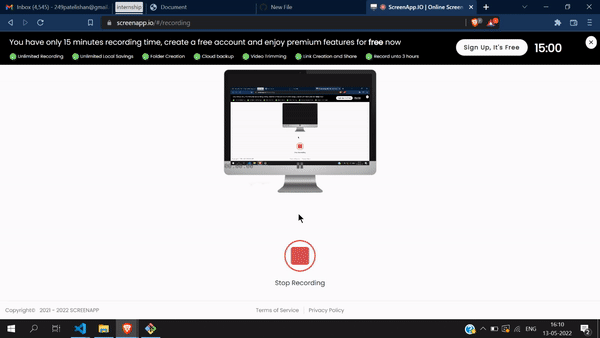 Inbox (4,545) - 249patelishan@gmail
internship
Document
New File
ScreenApp.IO | Online Screen
screenapp.io/#/recording
You have only 15 minutes recording time, create a free account and enjoy premium features for free now
Sign Up, It's Free
15:00
Unlimited Recording
Unlimited Local Savings
Folder Creation
Cloud backup
Video Trimming
Link Creation and Share
Record unto 3 hours
Stop Recording
Copyright©: 2021 - 2022 SCREENAPP
Terms of Service
Privacy Policy
ENG
16:10
13-05-2022
2